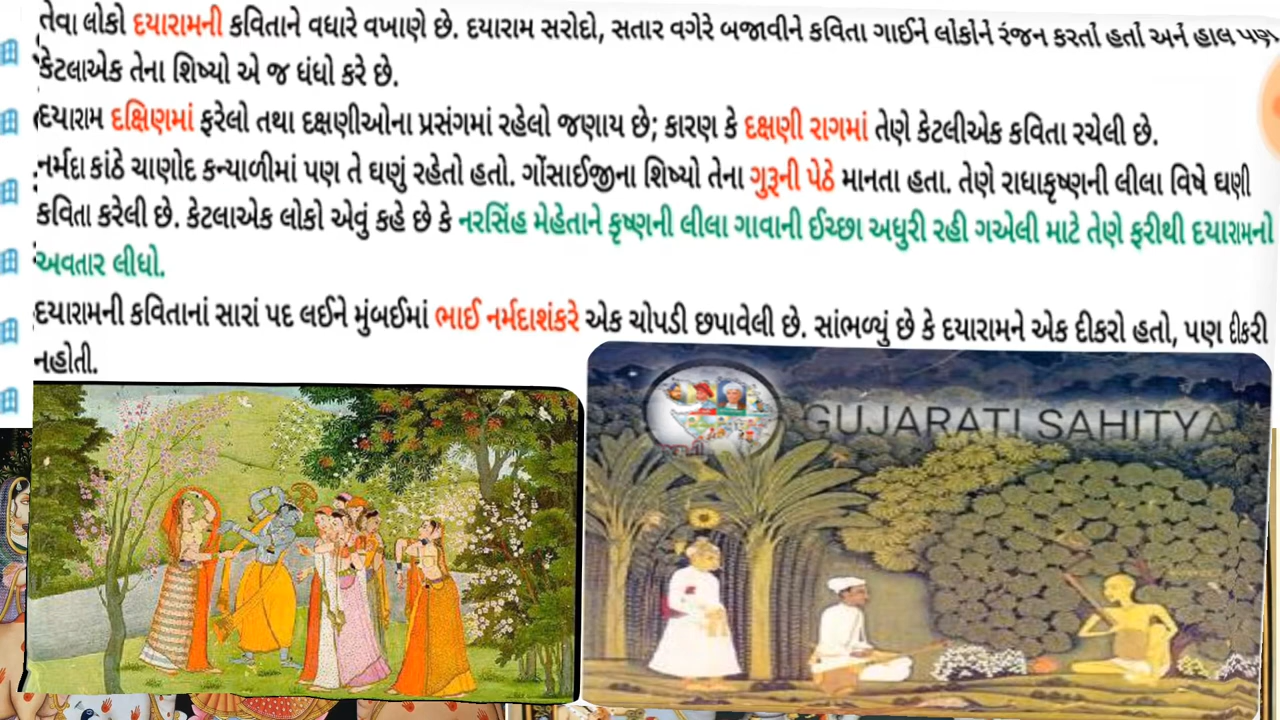 તેવા લોકો દયારામની કવિતાને વધારે વખાણે છે. દયારામ સરોદો, સતાર વગેરે બજાવીને કવિતા ગાઈને લોકોને રંજન કરતો હતો અને હાલ પણ
કેટલાએક તેના શિષ્યો એ જ ધંધો કરે છે.
દયારામ દક્ષિણમાં ફરેલો તથા દક્ષણીઓના પ્રસંગમાં રહેલો જણાય છે; કારણ કે દક્ષણી રાગમાં તેણે કેટલીએક કવિતા રચેલી છે.
નર્મદા કાંઠે ચાણોદ કન્યાળીમાં પણ તે ઘણું રહેતો હતો. ગોંસાઈજીના શિષ્યો તેના ગુરૂની પેઠે માનતા હતા. તેણે રાધાકૃષ્ણની લીલા વિષે ઘણી
કવિતા કરેલી છે. કેટલાએક લોકો એવું કહે છે કે નરસિંહ મેહેતાને કૃષ્ણની લીલા ગાવાની ઈચ્છા અધુરી રહી ગએલી માટે તેણે ફરીથી દયારામનો
અવતાર લીધો.
દયારામની કવિતાનાં સારાં પદ લઈને મુંબઈમાં ભાઈ નર્મદાશંકરે એક ચોપડી છપાવેલી છે. સાંભળ્યું છે કે દયારામને એક દીકરો હતો, પણ દીકરી
નહોતી.
GUJARATI SAHITYA